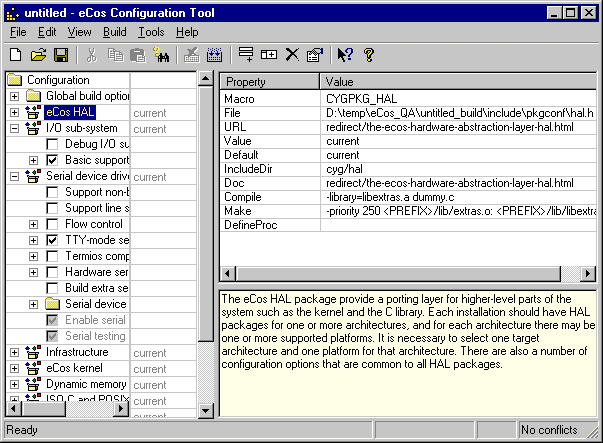 untitled - eCos Configuration Tool
File Edit View Build Tools Help
Configuration
Global build optio
eCos HAL current
I/O sub-system current
Debug I/O su
Basic support
Serial device drive current
Support non-b
Support line s
Flow control
TTY-mode se
Termios comp
Hardware ser
Build extra se
Serial device
Enable serial
Serial testing
Infrastructure current
eCos kernel current
Dynamic memory current
ISO C and POSIX current
current
Property Value
Macro CYGPKG_HAL
File D:\temp\eCos_QA\untitled_build\include\pkgconf\hal.h
URL redirect/the-ecos-hardware-abstraction-layer-hal.html
Value current
Default current
IncludeDir cyg/hal
Doc redirect/the-ecos-hardware-abstraction-layer-hal.html
Compile -library=libextras.a dummy.c
Make -priority 250 <PREFIX>/lib/extras.o: <PREFIX>/lib/libextra
DefineProc
The eCos HAL package provide a porting layer for higher-level parts of the
system such as the kernel and the C library. Each installation should have HAL
packages for one or more architectures, and for each architecture there may be
one or more supported platforms. It is necessary to select one target
architecture and one platform for that architecture. There are also a number of
configuration options that are common to all HAL packages.
Ready No conflicts